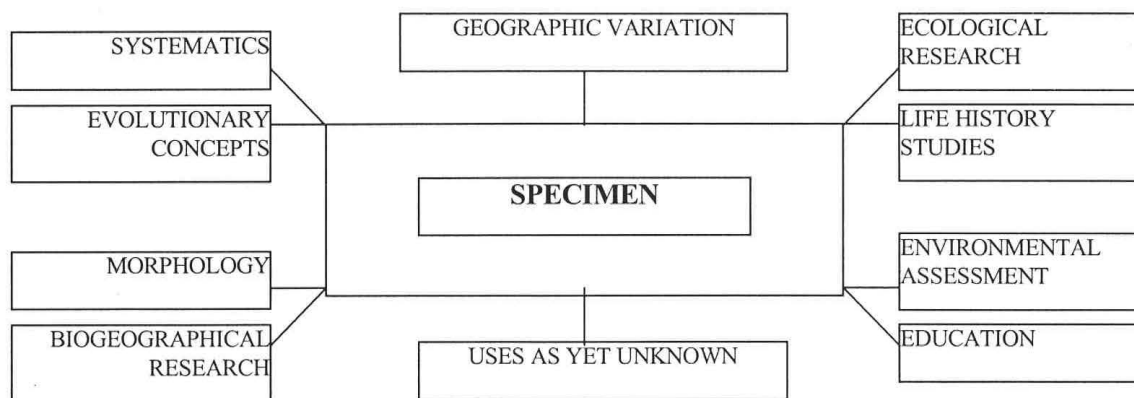 SYSTEMATICS
GEOGRAPHIC VARIATION
ECOLOGICAL
RESEARCH
EVOLUTIONARY
CONCEPTS
LIFE HISTORY
STUDIES
SPECIMEN
MORPHOLOGY
ENVIRONMENTAL
ASSESSMENT
BIOGEOGRAPHICAL
RESEARCH
USES AS YET UNKNOWN
EDUCATION